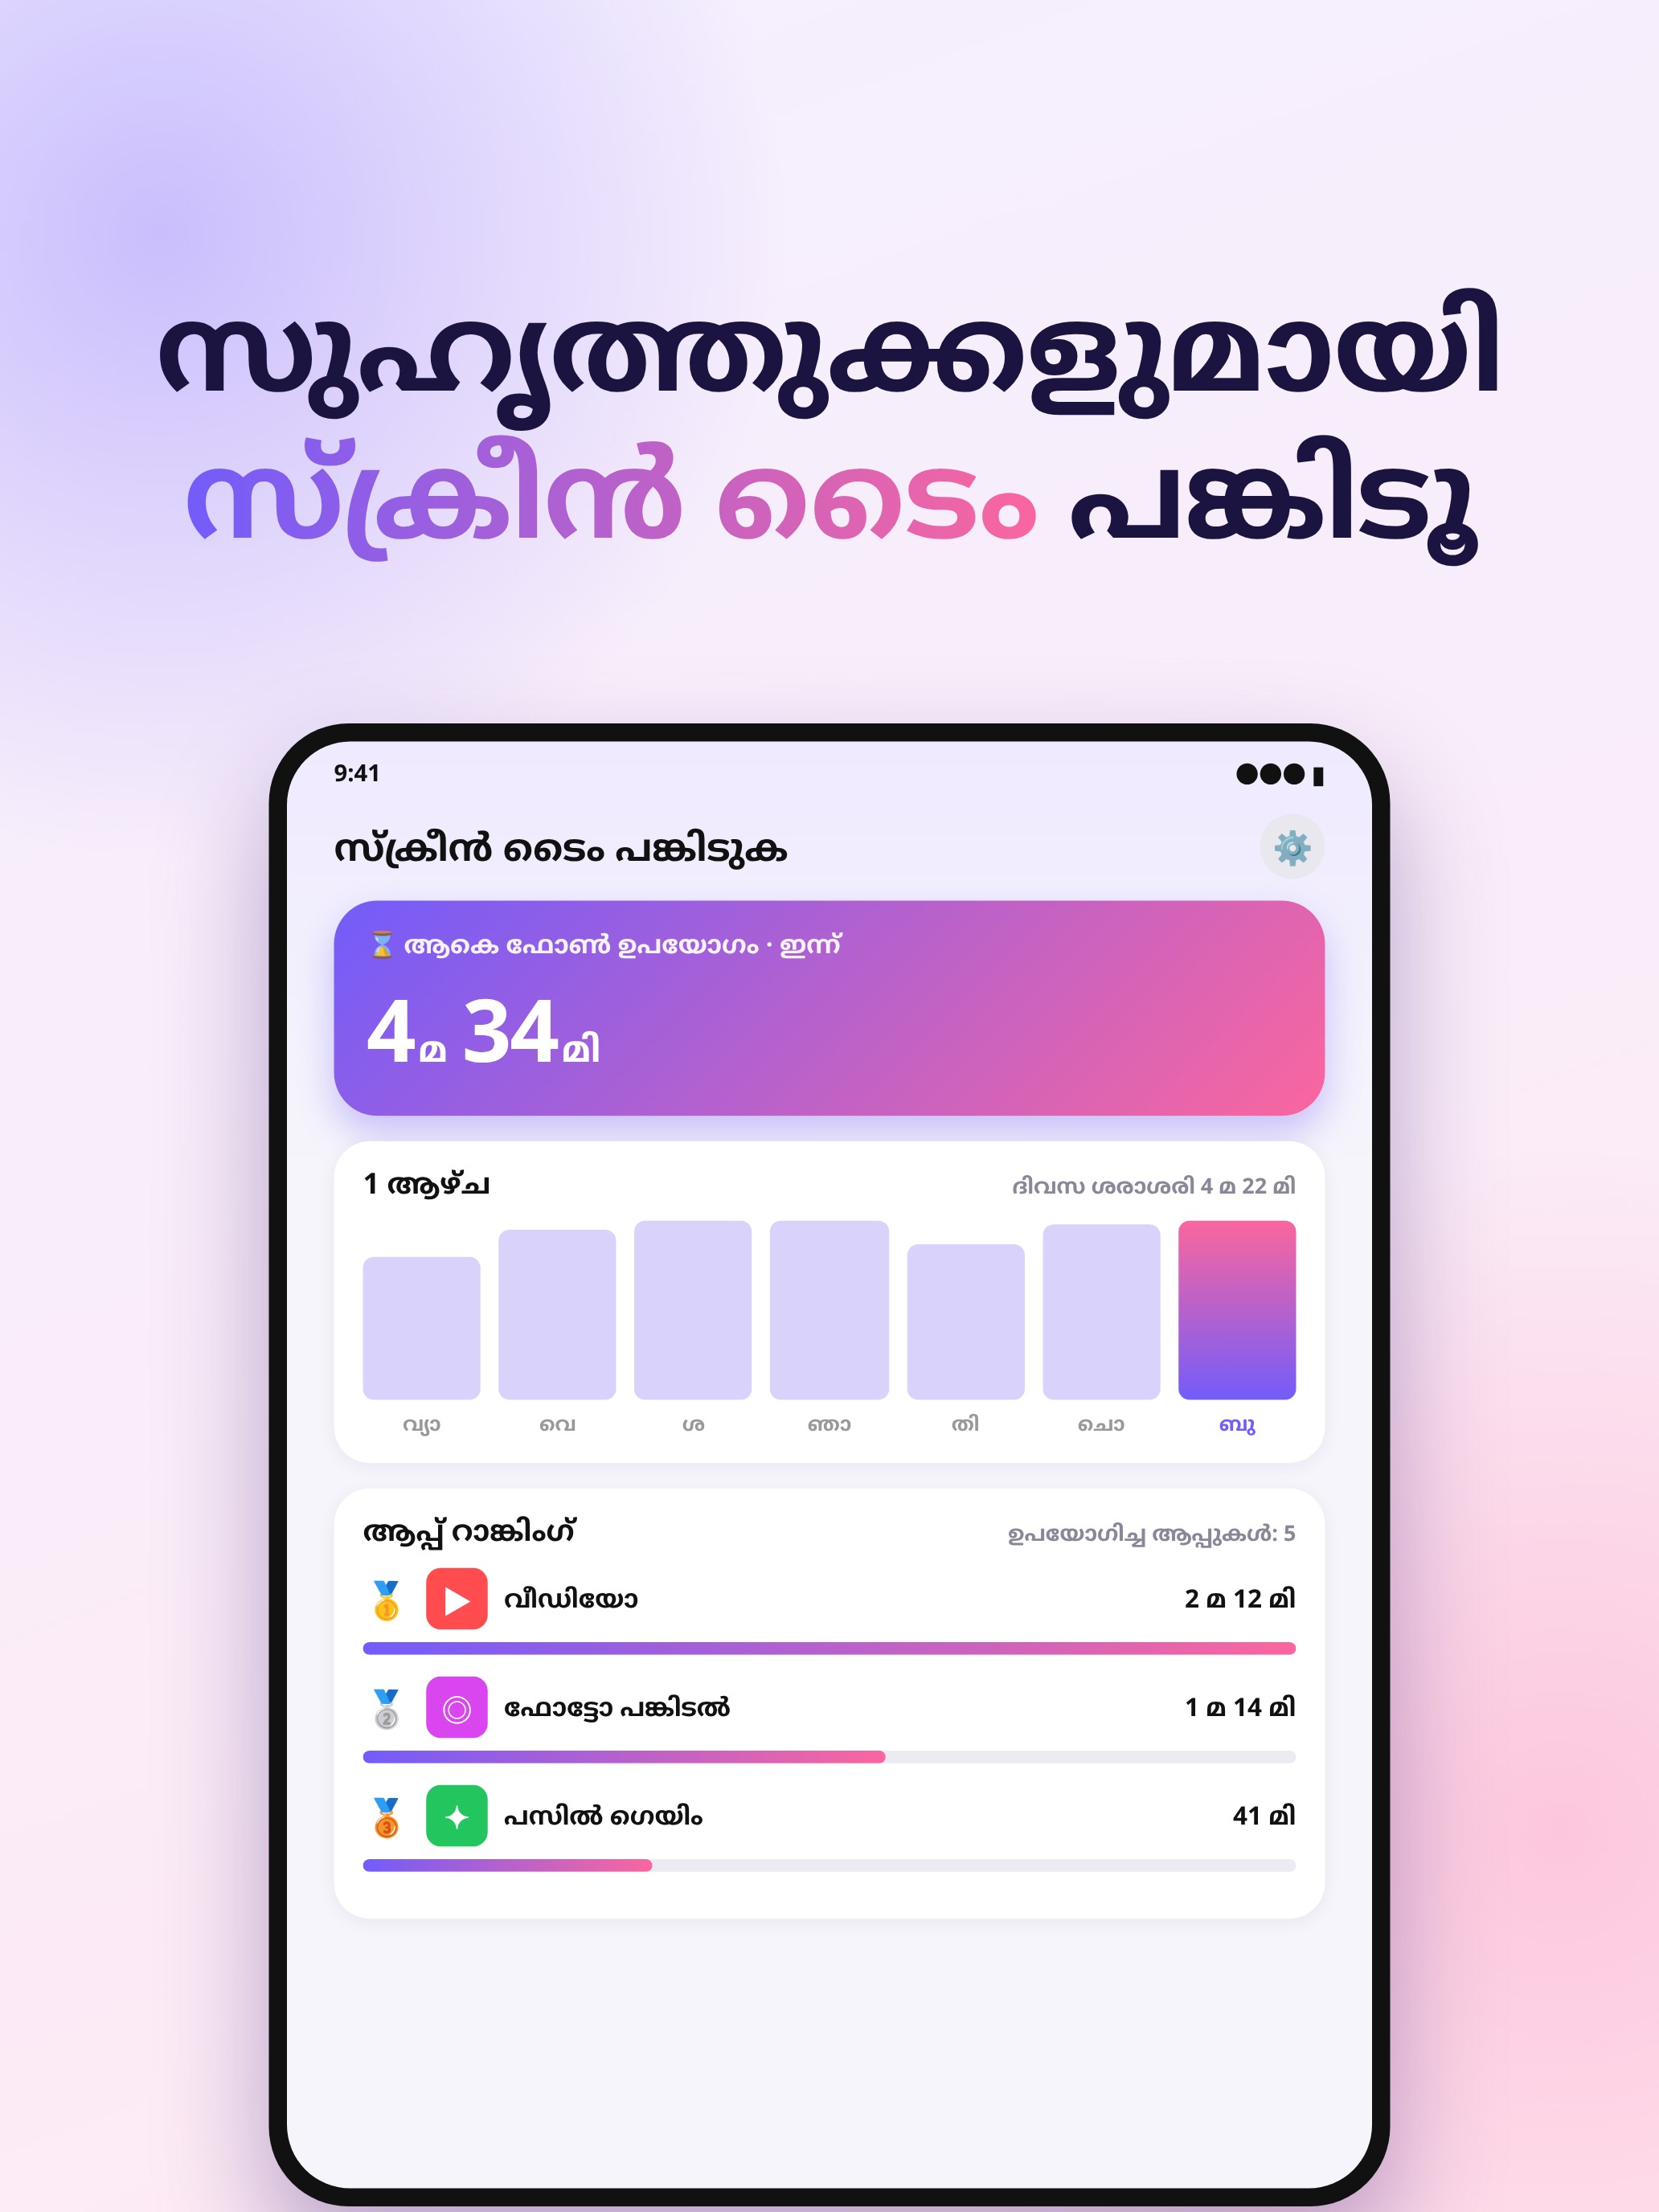 സുഹൃത്തുക്കളുമായി
സ്ക്രീൻ ടൈം പങ്കിടൂ
9:41
സ്ക്രീൻ ടൈം പങ്കിടുക
⌛ ആകെ ഫോൺ ഉപയോഗം · ഇന്ന്
4മ 34മി
1 ആഴ്ച
ദിവസ ശരാശരി 4 മ 22 മി
വ്യാ വെ ശ ഞാ തി ചൊ ബു
ആപ്പ് റാങ്കിംഗ്
ഉപയോഗിച്ച ആപ്പുകൾ: 5
വീഡിയോ
2 മ 12 മി
ഫോട്ടോ പങ്കിടൽ
1 മ 14 മി
പസിൽ ഗെയിം
41 മി